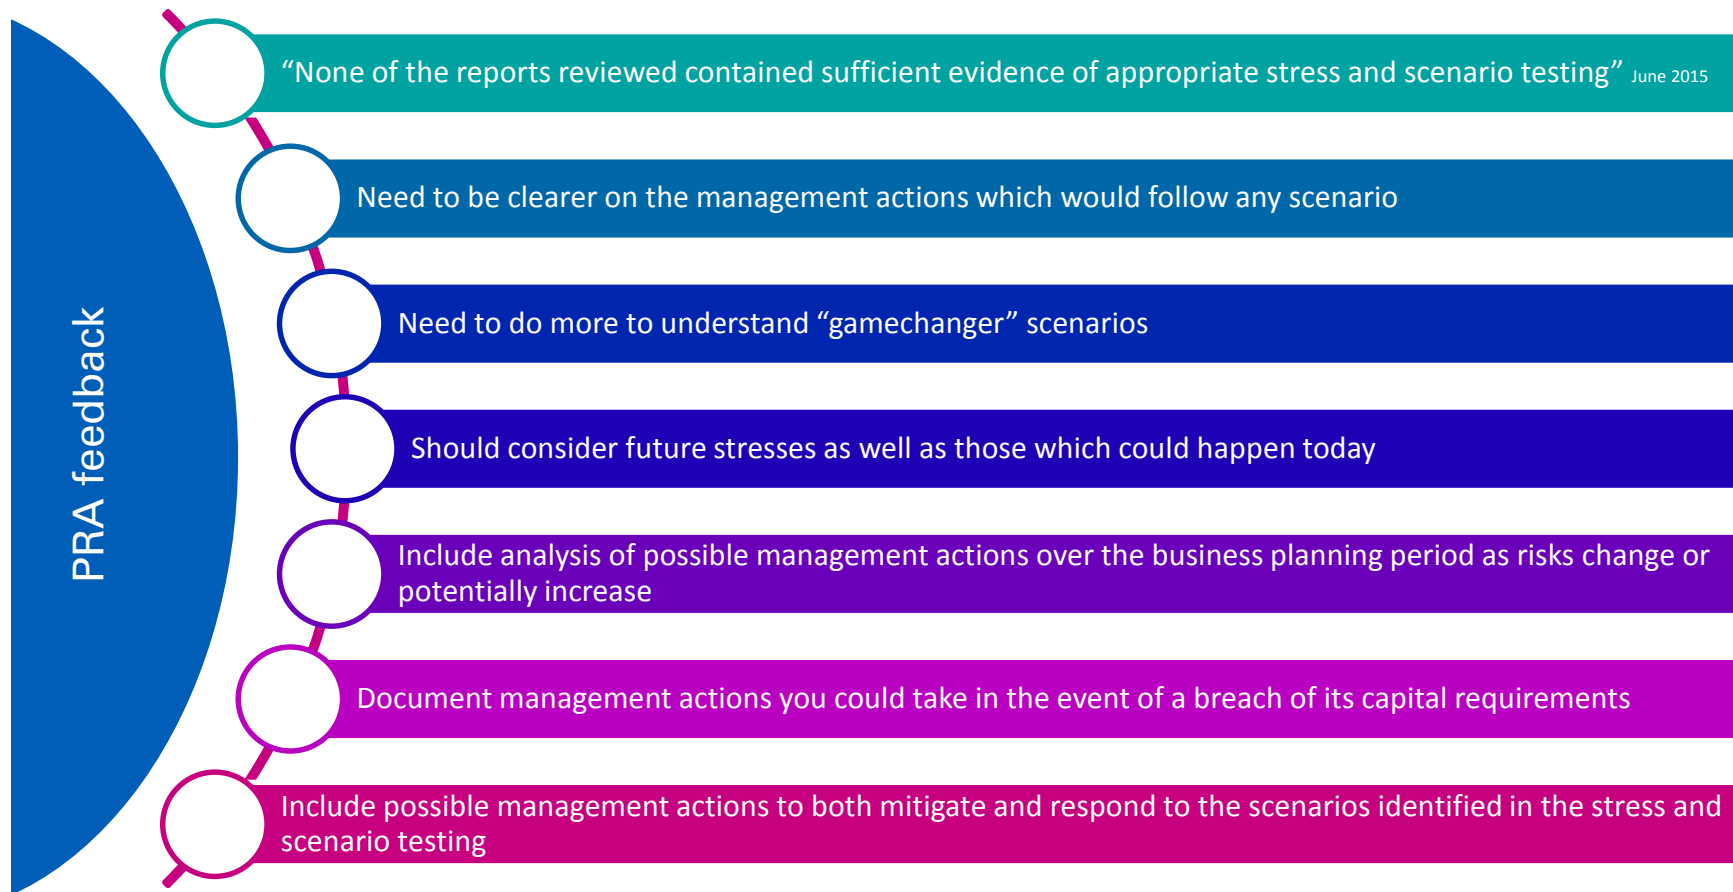 PRA feedback
“None of the reports reviewed contained sufficient evidence of appropriate stress and scenario testing” June 2015
Need to be clearer on the management actions which would follow any scenario
Need to do more to understand “gamechanger” scenarios
Should consider future stresses as well as those which could happen today
Include analysis of possible management actions over the business planning period as risks change or
potentially increase
Document management actions you could take in the event of a breach of its capital requirements
Include possible management actions to both mitigate and respond to the scenarios identified in the stress and
scenario testing